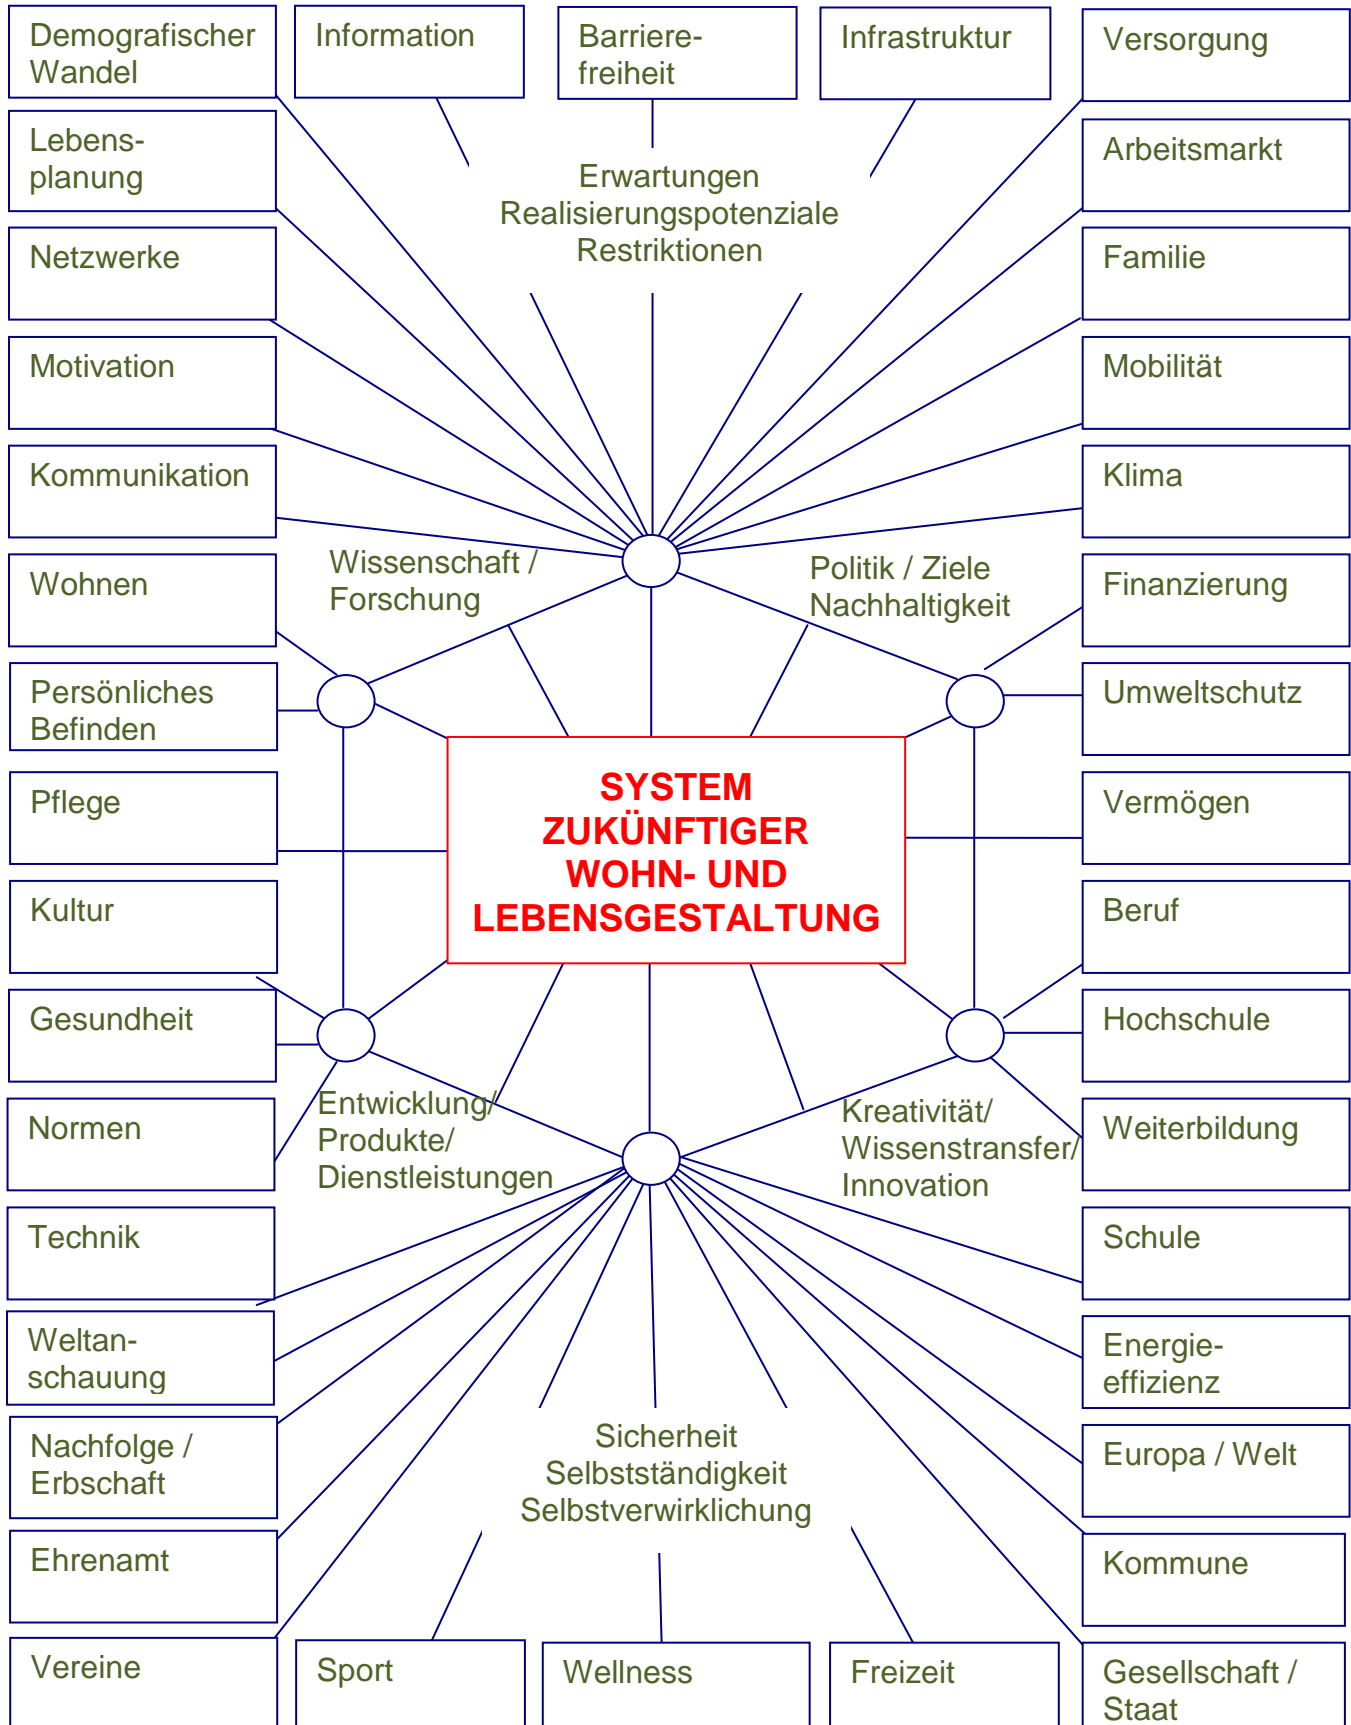 Demografischer
Wandel
Information
Barriere-
freiheit
Infrastruktur
Versorgung
Lebens-
planung
Arbeitsmarkt
Erwartungen
Realisierungspotenziale
Restriktionen
Netzwerke
Familie
Motivation
Mobilität
Kommunikation
Klima
Wissenschaft /
Forschung
Politik / Ziele
Nachhaltigkeit
Wohnen
Finanzierung
Persönliches
Befinden
Umweltschutz
SYSTEM
ZUKÜNFTIGER
WOHN- UND
LEBENSGESTALTUNG
Pflege
Vermögen
Kultur
Beruf
Gesundheit
Hochschule
Normen
Entwicklung/
Produkte/
Dienstleistungen
Kreativität/
Wissenstransfer/
Innovation
Weiterbildung
Technik
Schule
Weltan-
schauung
Energie-
effizienz
Nachfolge /
Erbschaft
Sicherheit
Selbstständigkeit
Selbstverwirklichung
Europa / Welt
Ehrenamt
Kommune
Vereine
Sport
Wellness
Freizeit
Gesellschaft /
Staat